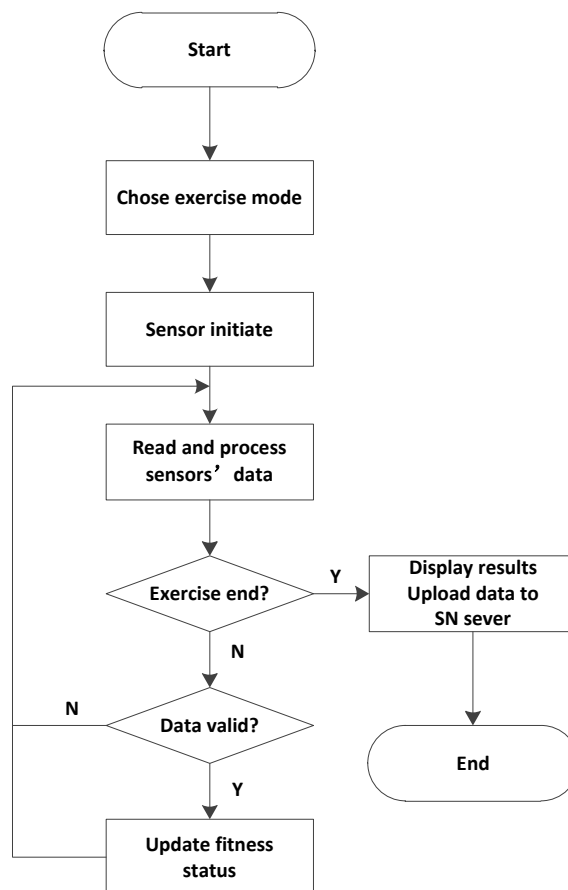 Start
Chose exercise mode
Sensor initiate
Read and process
sensors’ data
Exercise end?
Y
Display results
Upload data to
SN sever
N
N
Data valid?
End
Y
Update fitness
status